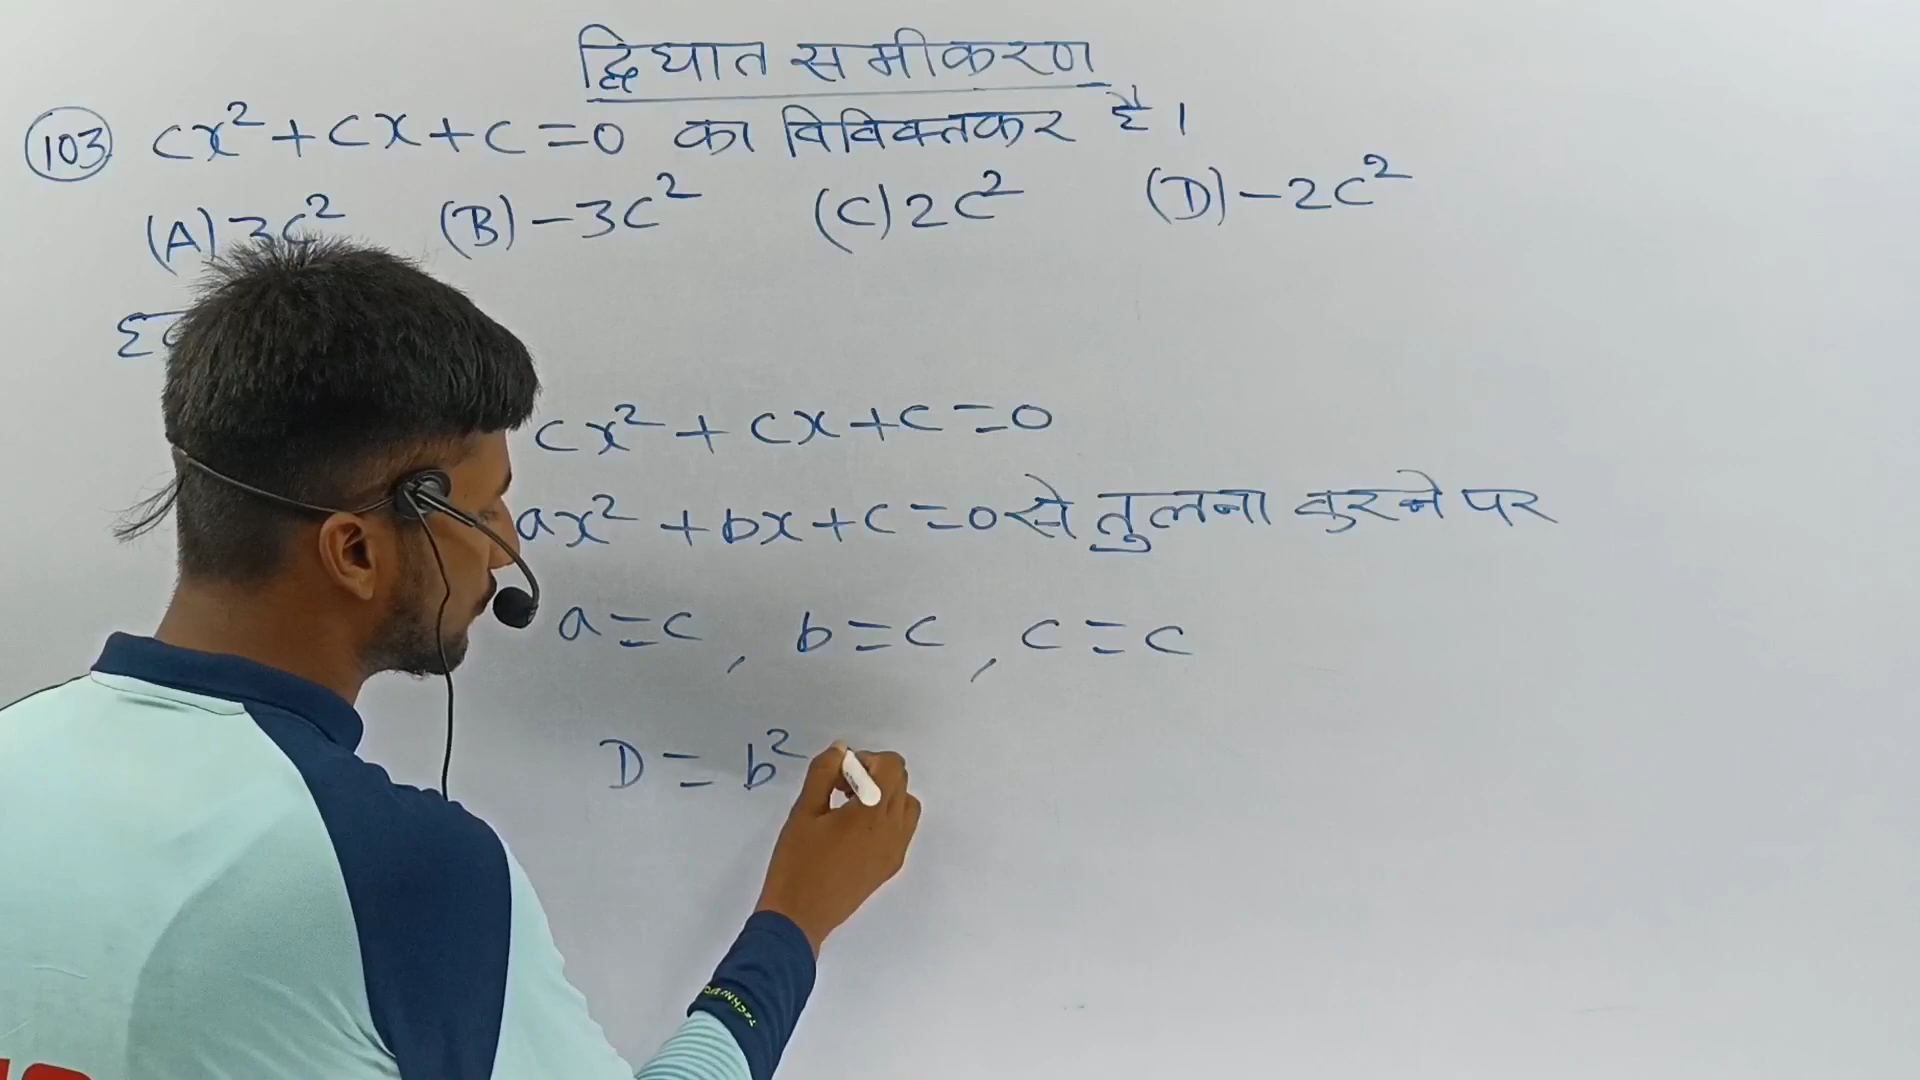 द्विघात समीकरण
(103) cx² + cx + c = 0 का विविक्तकर है।
(A) 3c² (B) -3c² (C) 2c² (D) -2c²
cx² + cx + c = 0
ax² + bx + c = 0 से तुलना करने पर
a = c, b = c, c = c
D = b²